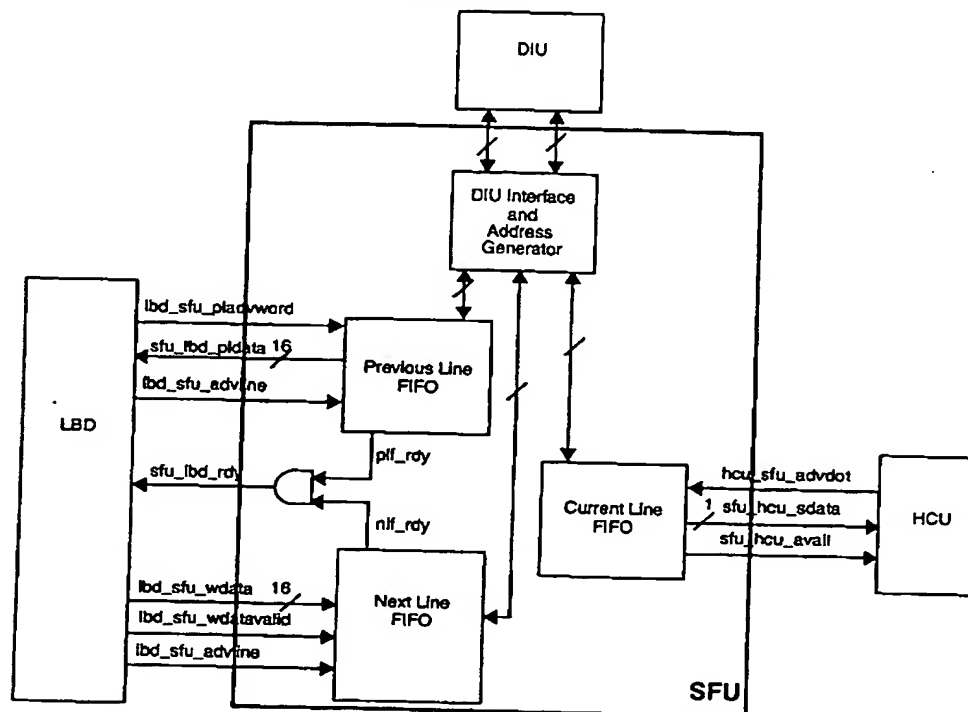 DIU
DIU Interface
and
Address
Generator
LBD
lbd_sfu_pladvword
sfu_lbd_pldata 16
lbd_sfu_advline
Previous Line
FIFO
plf_rdy
sfu_lbd_rdy
nlf_rdy
lbd_sfu_wdata 16
lbd_sfu_wdatavalid
lbd_sfu_advline
Next Line
FIFO
Current Line
FIFO
hcu_sfu_advdot
1 sfu_hcu_sdata
sfu_hcu_avail
HCU
SFU